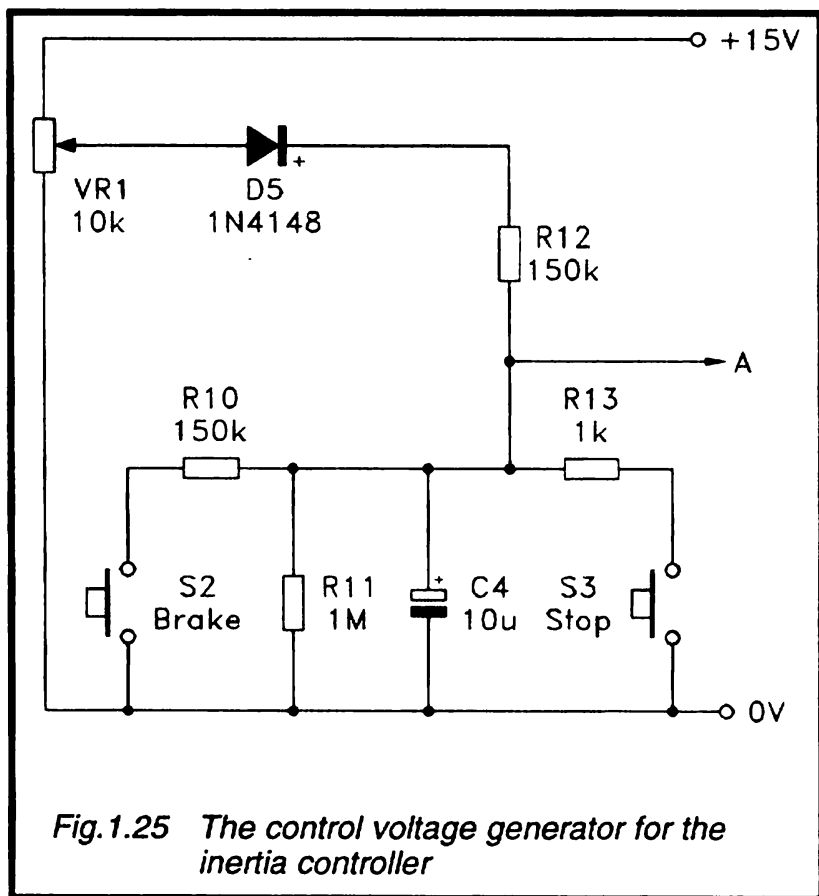 +15V
VR1
10k
D5
1N4148
+
R12
150k
A
R10
150k
R13
1k
S2
Brake
R11
1M
+
C4
10u
S3
Stop
0V
Fig.1.25 The control voltage generator for the
inertia controller